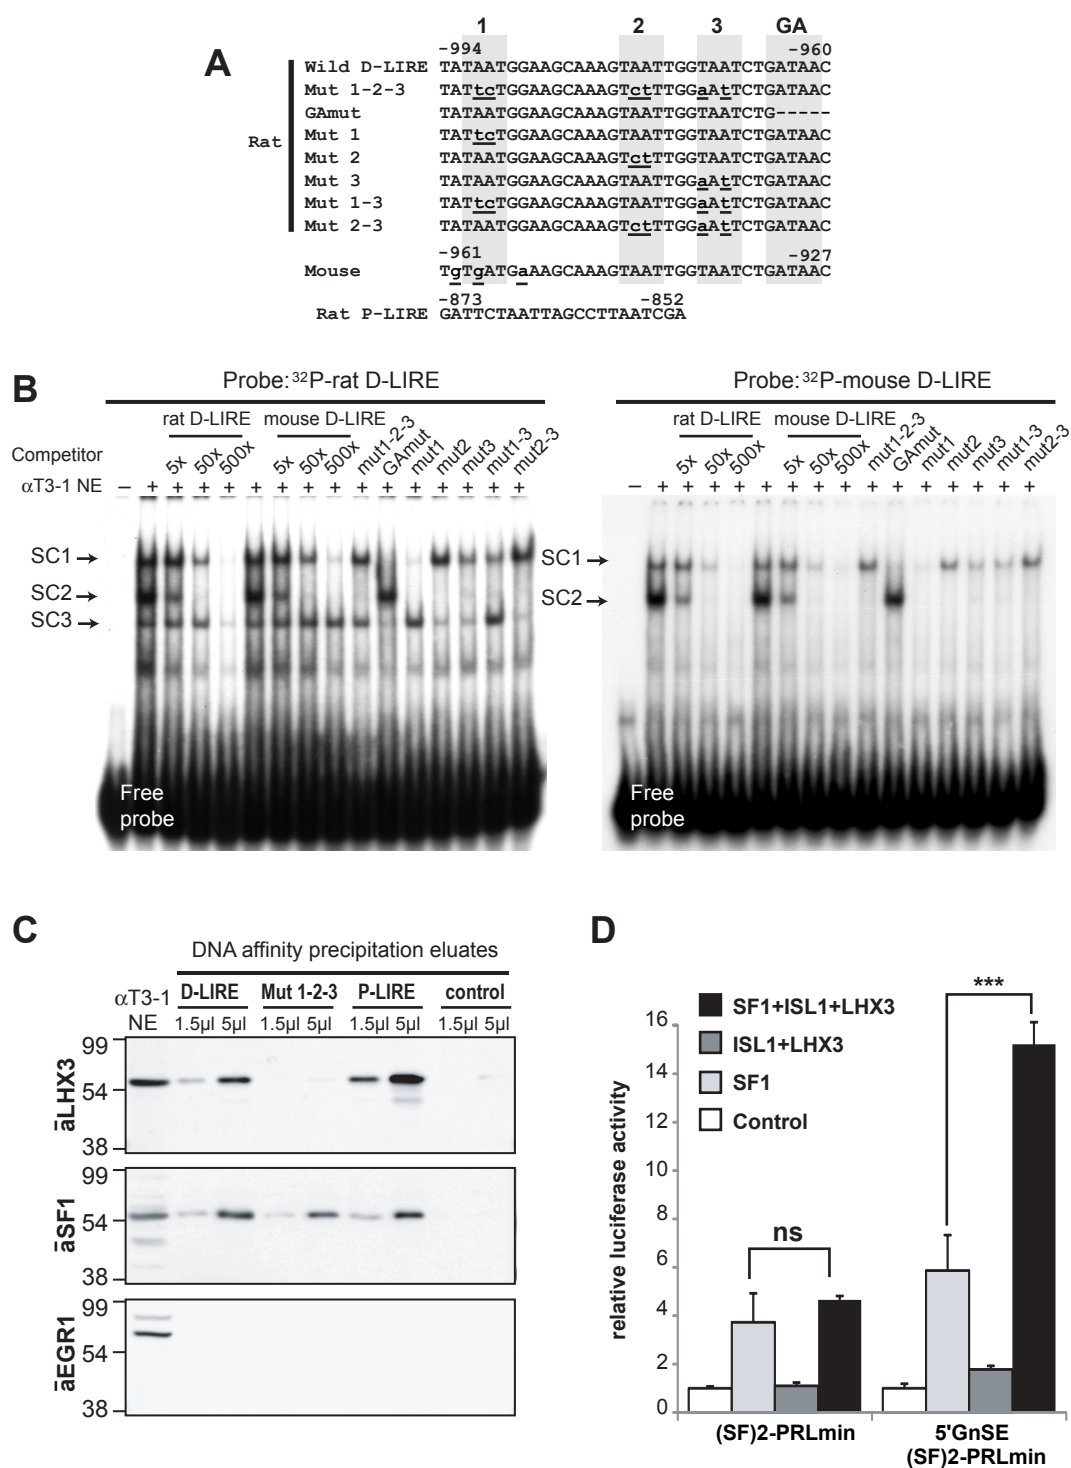 A
1 2 3 GA
-994 -960
Wild D-LIRE TATAATGGAAGCAAAGTAATTGGTAATCTGATAAC
Mut 1-2-3 TATtcTGGAAGCAAAGctTTGGaAtTCTGATAAC
GAmut TATAATGGAAGCAAAGTAATTGGTAATCTG-----
Mut 1 TATtcTGGAAGCAAAGTAATTGGTAATCTGATAAC
Mut 2 TATAATGGAAGCAAAGTctTTGGTAATCTGATAAC
Mut 3 TATAATGGAAGCAAAGTAATTGGaAtTCTGATAAC
Mut 1-3 TATtcTGGAAGCAAAGTAATTGGaAtTCTGATAAC
Mut 2-3 TATAATGGAAGCAAAGTctTTGGaAtTCTGATAAC
Rat
-961 -927
Mouse TgTgATGaAAGCAAAGTAATTGGTAATCTGATAAC
-873 -852
Rat P-LIRE GATTCTAATTAGCCTTAATCGA
B
Probe:³²P-rat D-LIRE
rat D-LIRE mouse D-LIRE
Competitor 5x 50x 500x 5x 50x 500x mut1-2-3 GAmut mut1 mut2 mut3 mut1-3 mut2-3
αT3-1 NE – + + + + + + + + + + + + + + +
SC1
SC2
SC3
Free
probe
Probe:³²P-mouse D-LIRE
rat D-LIRE mouse D-LIRE
5x 50x 500x 5x 50x 500x mut1-2-3 GAmut mut1 mut2 mut3 mut1-3 mut2-3
– + + + + + + + + + + + + + + +
SC1
SC2
Free
probe
C
DNA affinity precipitation eluates
αT3-1 D-LIRE Mut 1-2-3 P-LIRE control
NE 1.5µl 5µl 1.5µl 5µl 1.5µl 5µl 1.5µl 5µl
āLHX3
99
54
38
āSF1
99
54
38
āEGR1
99
54
38
D
SF1+ISL1+LHX3
ISL1+LHX3
SF1
Control
relative luciferase activity
16
14
12
10
8
6
4
2
0
ns
***
(SF)2-PRLmin
5'GnSE
(SF)2-PRLmin